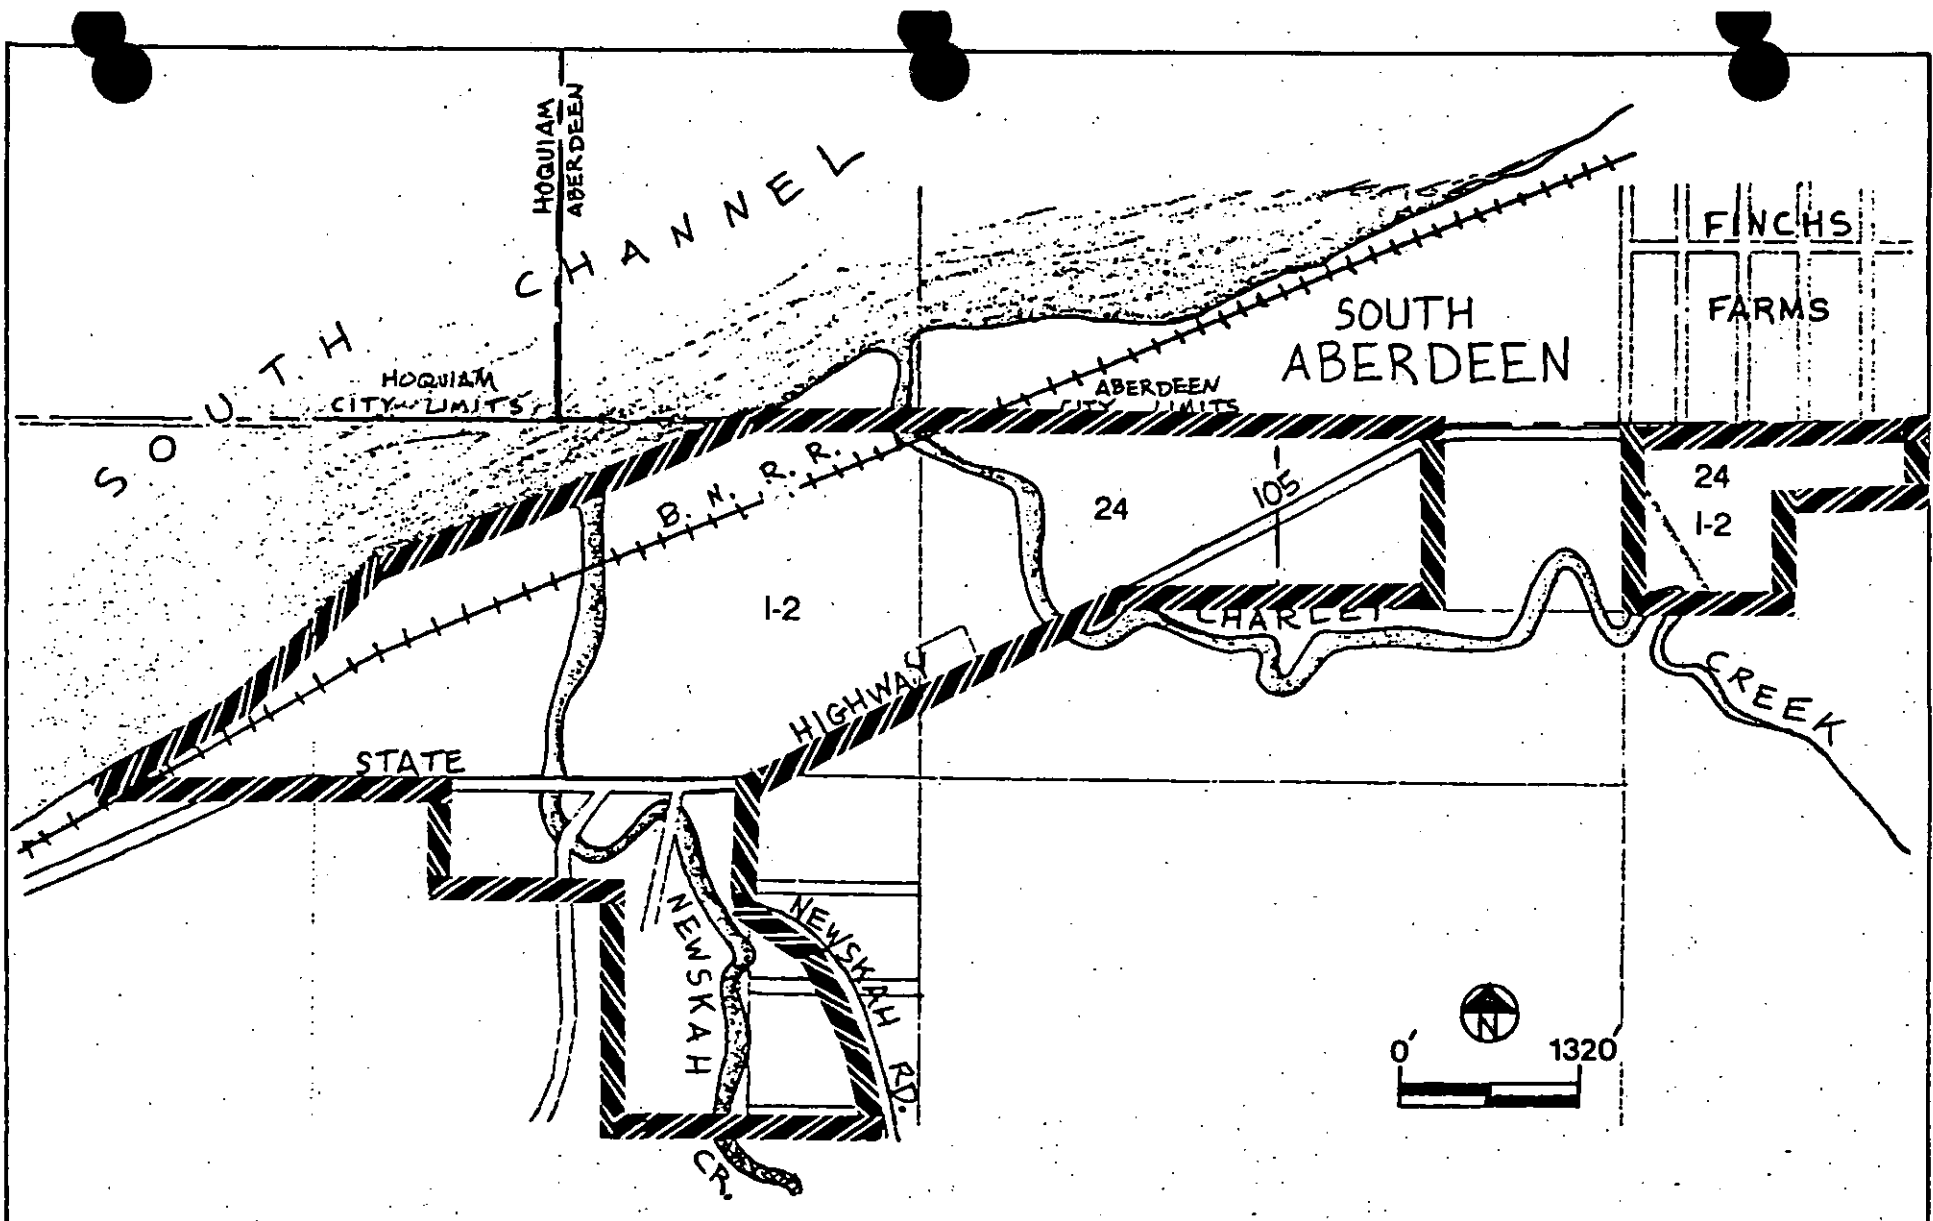 HOQUIAM
ABERDEEN
SOUTH CHANNEL
FINCHS
FARMS
SOUTH
ABERDEEN
HOQUIAM
CITY LIMITS
ABERDEEN
CITY LIMITS
B. N. R. R.
24
105
24
I-2
I-2
CHARLEY
CREEK
HIGHWAY
STATE
NEWSKAH
CR.
NEWSKAH RD.
N
0' 1320'